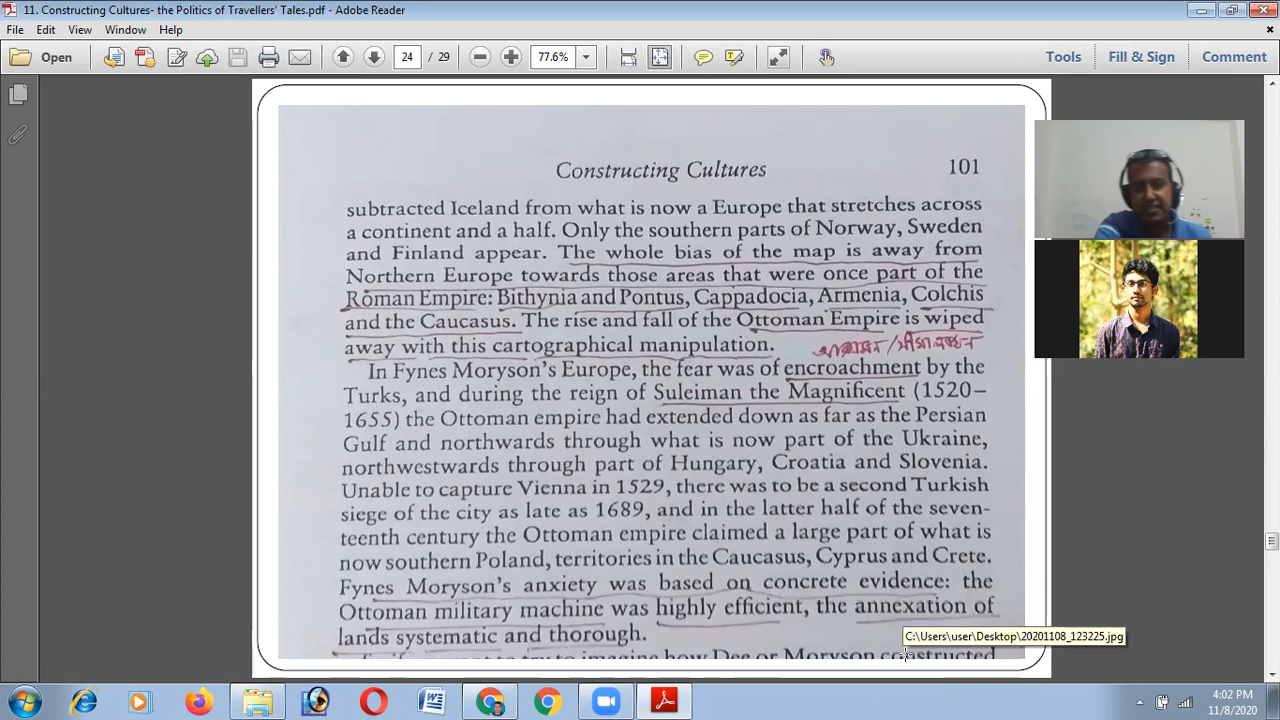 11. Constructing Cultures- the Politics of Travellers' Tales.pdf - Adobe Reader
File Edit View Window Help
Open 24 / 29 77.6% Tools Fill & Sign Comment
Constructing Cultures 101
subtracted Iceland from what is now a Europe that stretches across
a continent and a half. Only the southern parts of Norway, Sweden
and Finland appear. The whole bias of the map is away from
Northern Europe towards those areas that were once part of the
Roman Empire: Bithynia and Pontus, Cappadocia, Armenia, Colchis
and the Caucasus. The rise and fall of the Ottoman Empire is wiped
away with this cartographical manipulation.
In Fynes Moryson's Europe, the fear was of encroachment by the
Turks, and during the reign of Suleiman the Magnificent (1520–
1655) the Ottoman empire had extended down as far as the Persian
Gulf and northwards through what is now part of the Ukraine,
northwestwards through part of Hungary, Croatia and Slovenia.
Unable to capture Vienna in 1529, there was to be a second Turkish
siege of the city as late as 1689, and in the latter half of the seven-
teenth century the Ottoman empire claimed a large part of what is
now southern Poland, territories in the Caucasus, Cyprus and Crete.
Fynes Moryson's anxiety was based on concrete evidence: the
Ottoman military machine was highly efficient, the annexation of
lands systematic and thorough.
C:\Users\user\Desktop\20201108_123225.jpg
to try to imagine how Dee or Moryson constructed
4:02 PM
11/8/2020